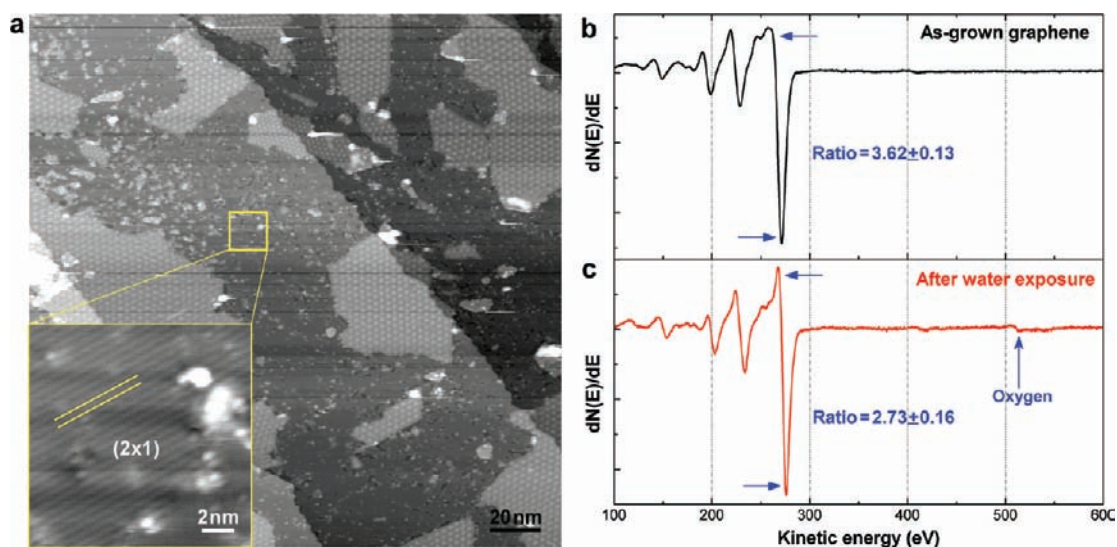 a
(2x1)
2nm
20nm
b
As-grown graphene
dN(E)/dE
Ratio=3.62±0.13
c
After water exposure
dN(E)/dE
Oxygen
Ratio=2.73±0.16
100 200 300 400 500 600
Kinetic energy (eV)